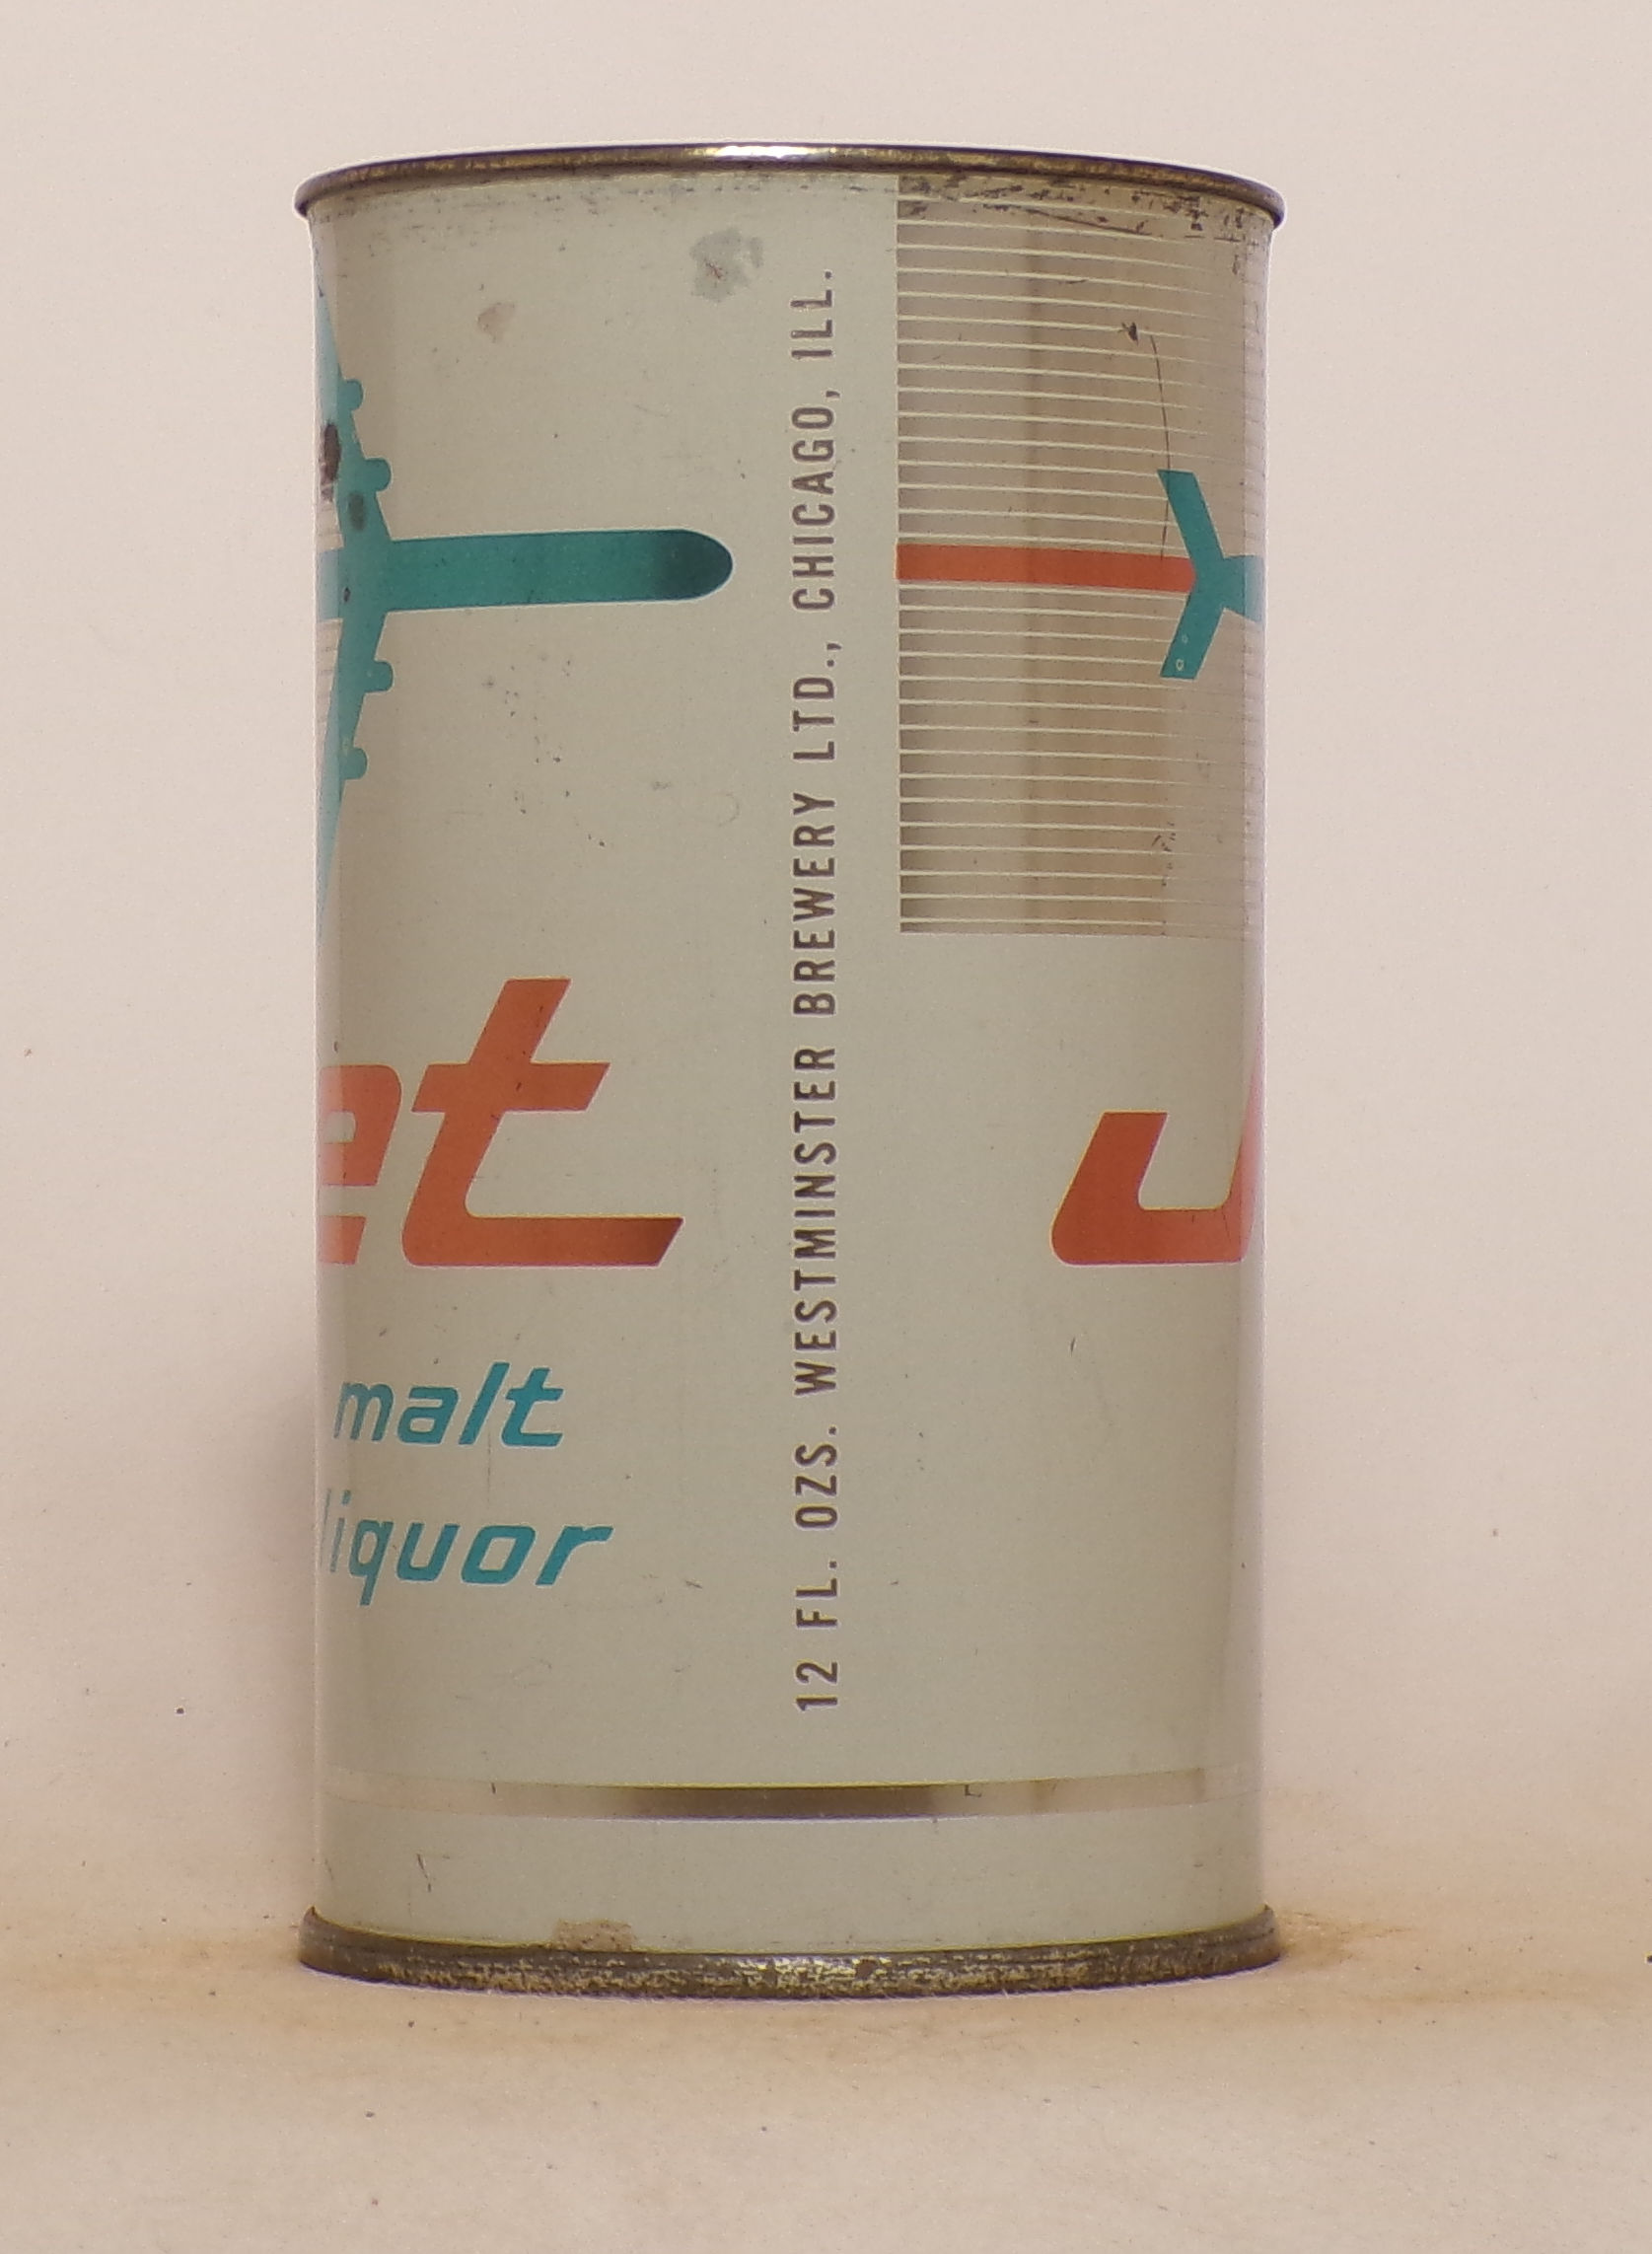 et
malt
liquor
12 FL. OZS. WESTMINSTER BREWERY LTD., CHICAGO, ILL.
J